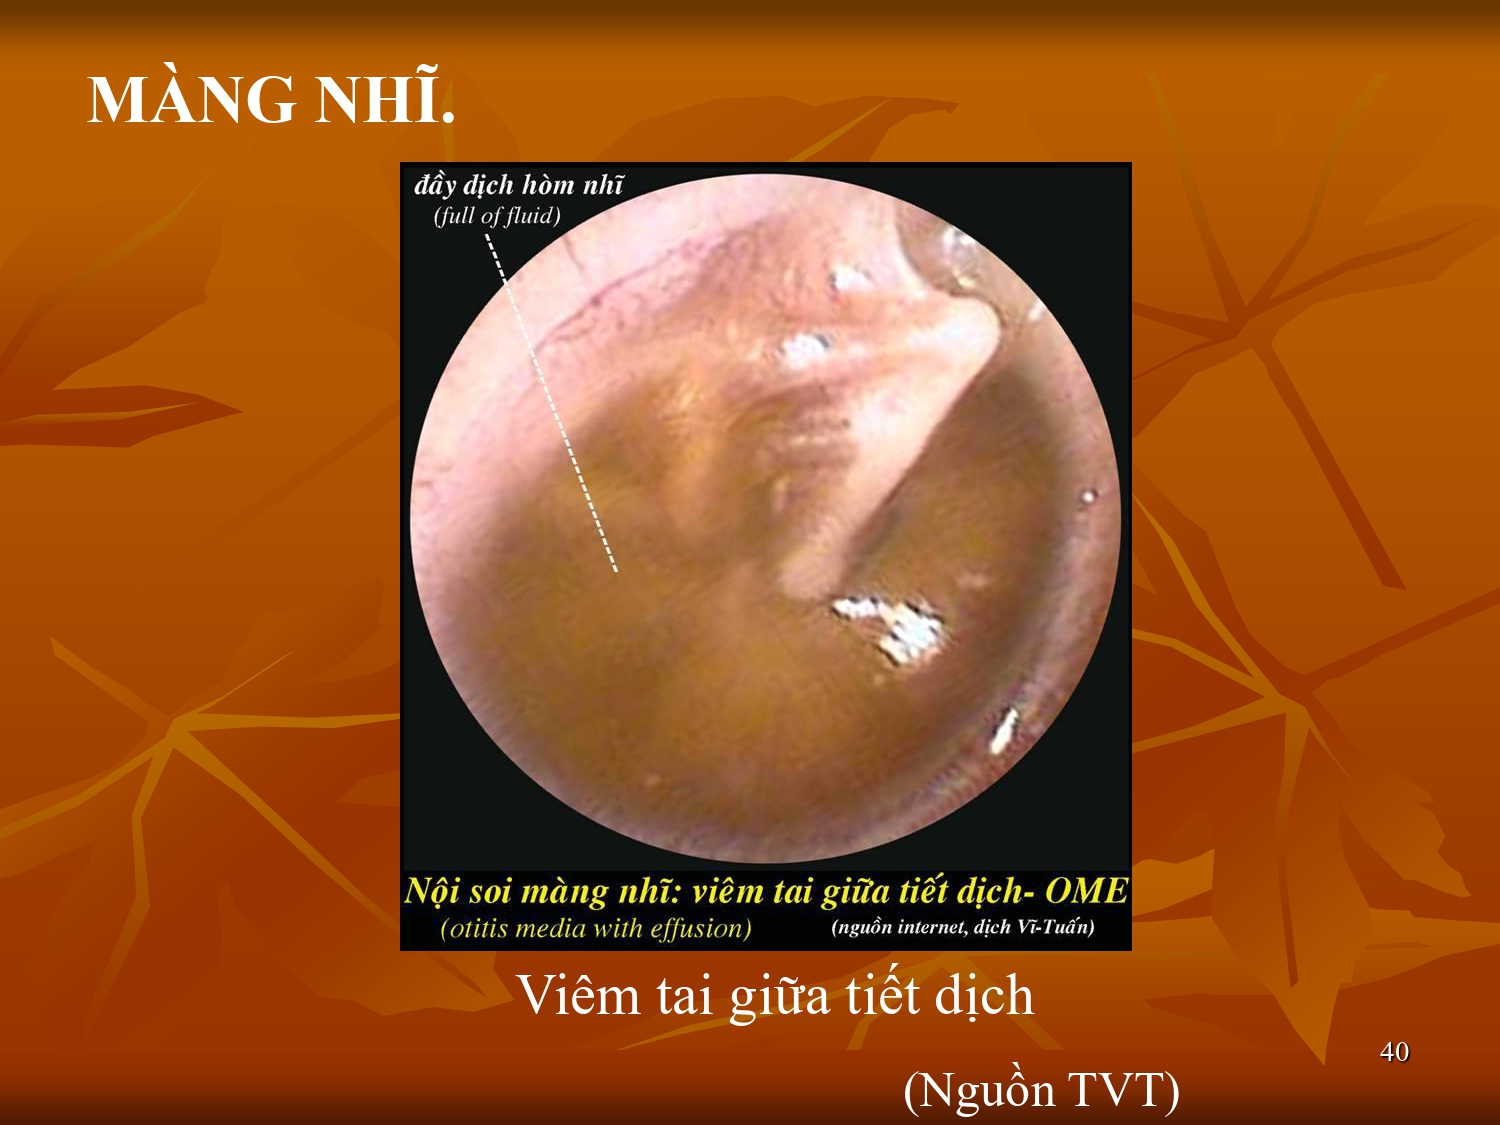 MÀNG NHĨ.
đầy dịch hòm nhĩ
(full of fluid)
Nội soi màng nhĩ: viêm tai giữa tiết dịch- OME
(otitis media with effusion) (nguồn internet, dịch Vĩ-Tuấn)
Viêm tai giữa tiết dịch
40
(Nguồn TVT)